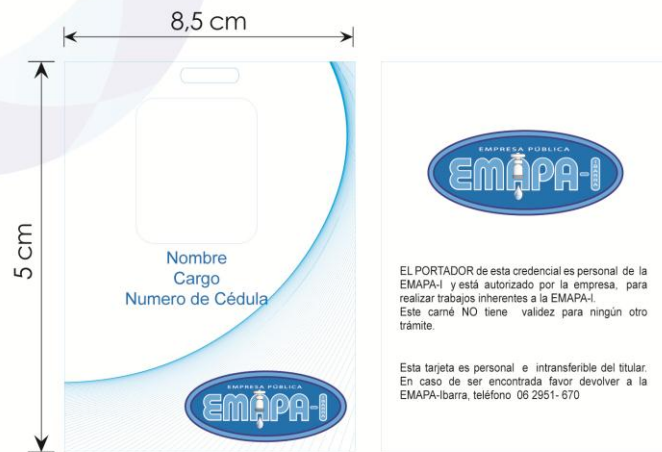 8,5 cm
5 cm
Nombre
Cargo
Numero de Cédula
EMPRESA PÚBLICA
EMAPA-I
EMPRESA PÚBLICA
EMAPA-I
EL PORTADOR de esta credencial es personal de la
EMAPA-I y está autorizado por la empresa, para
realizar trabajos inherentes a la EMAPA-I.
Este carné NO tiene validez para ningún otro
trámite.
Esta tarjeta es personal e intransferible del titular.
En caso de ser encontrada favor devolver a la
EMAPA-Ibarra, teléfono 06 2951- 670